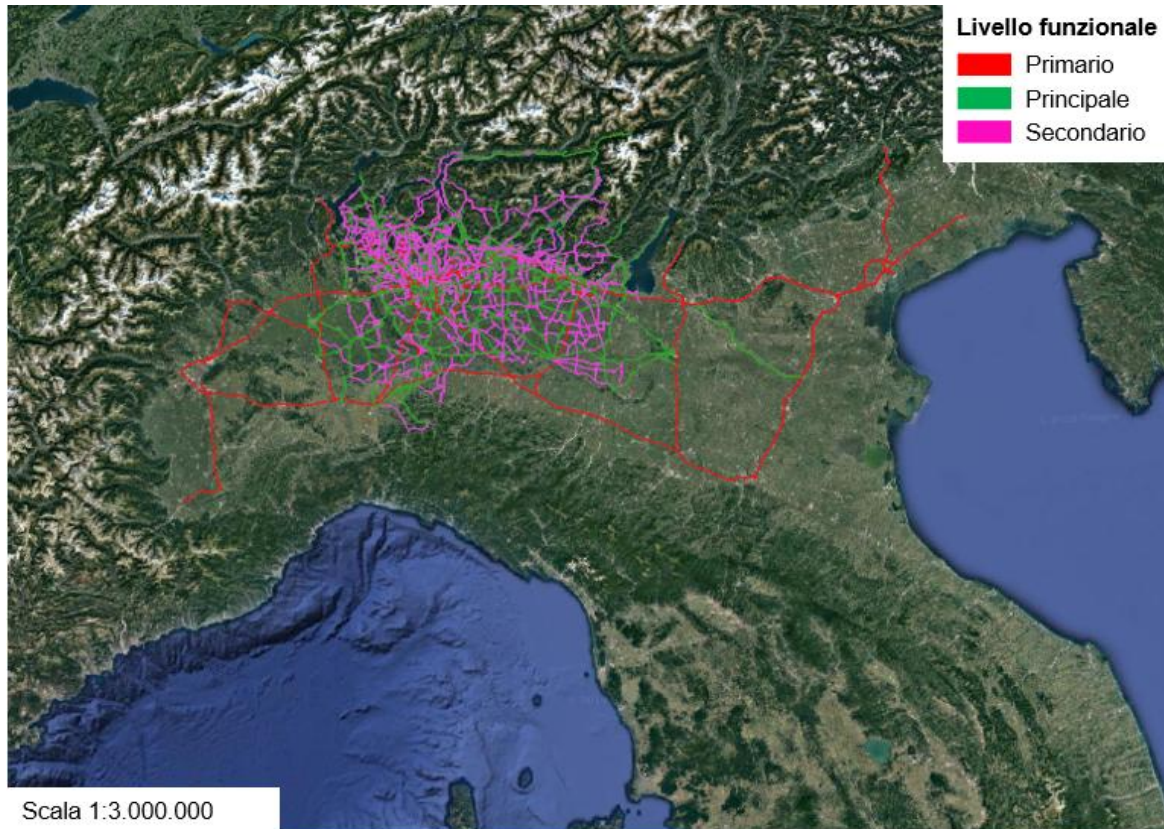 Livello funzionale
Primario
Principale
Secondario
Scala 1:3.000.000